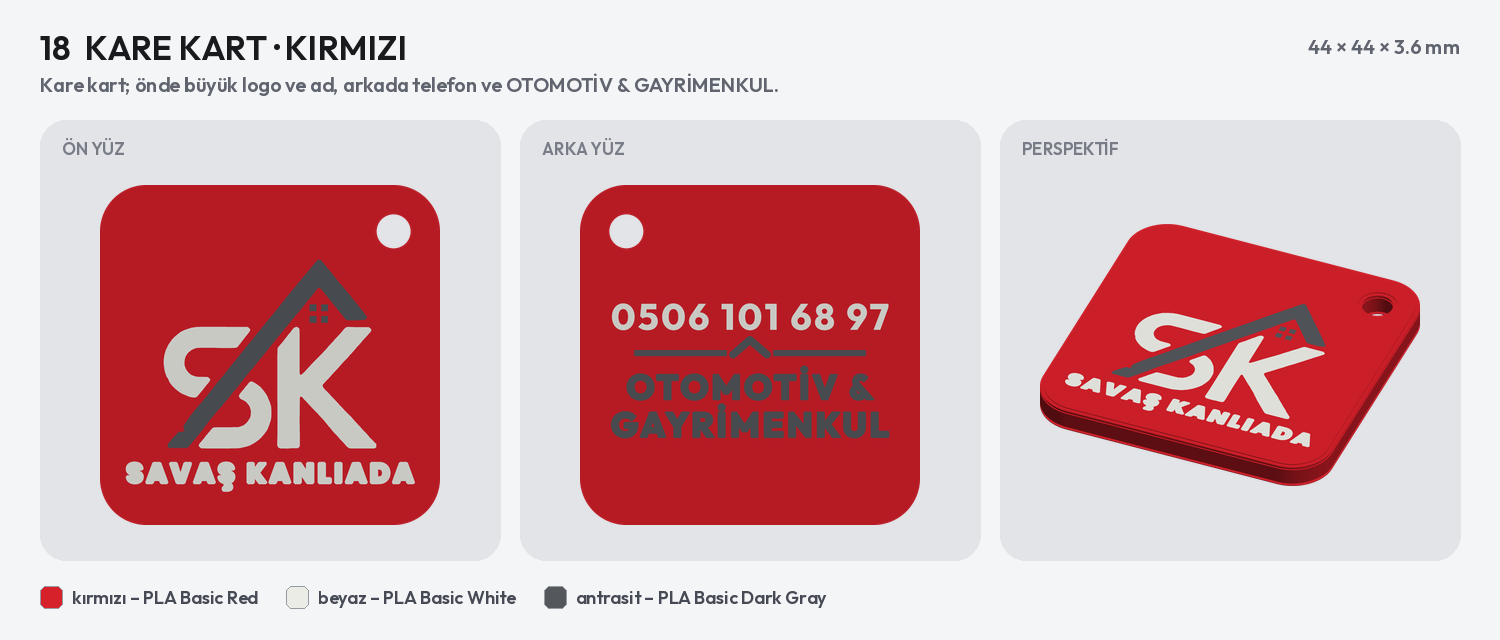 18 KARE KART · KIRMIZI
44 × 44 × 3.6 mm
Kare kart; önde büyük logo ve ad, arkada telefon ve OTOMOTİV & GAYRİMENKUL.
ÖN YÜZ
SK
SAVAŞ KANLIADA
ARKA YÜZ
0506 101 68 97
OTOMOTİV &
GAYRİMENKUL
PERSPEKTİF
SK
SAVAŞ KANLIADA
kırmızı – PLA Basic Red
beyaz – PLA Basic White
antrasit – PLA Basic Dark Gray